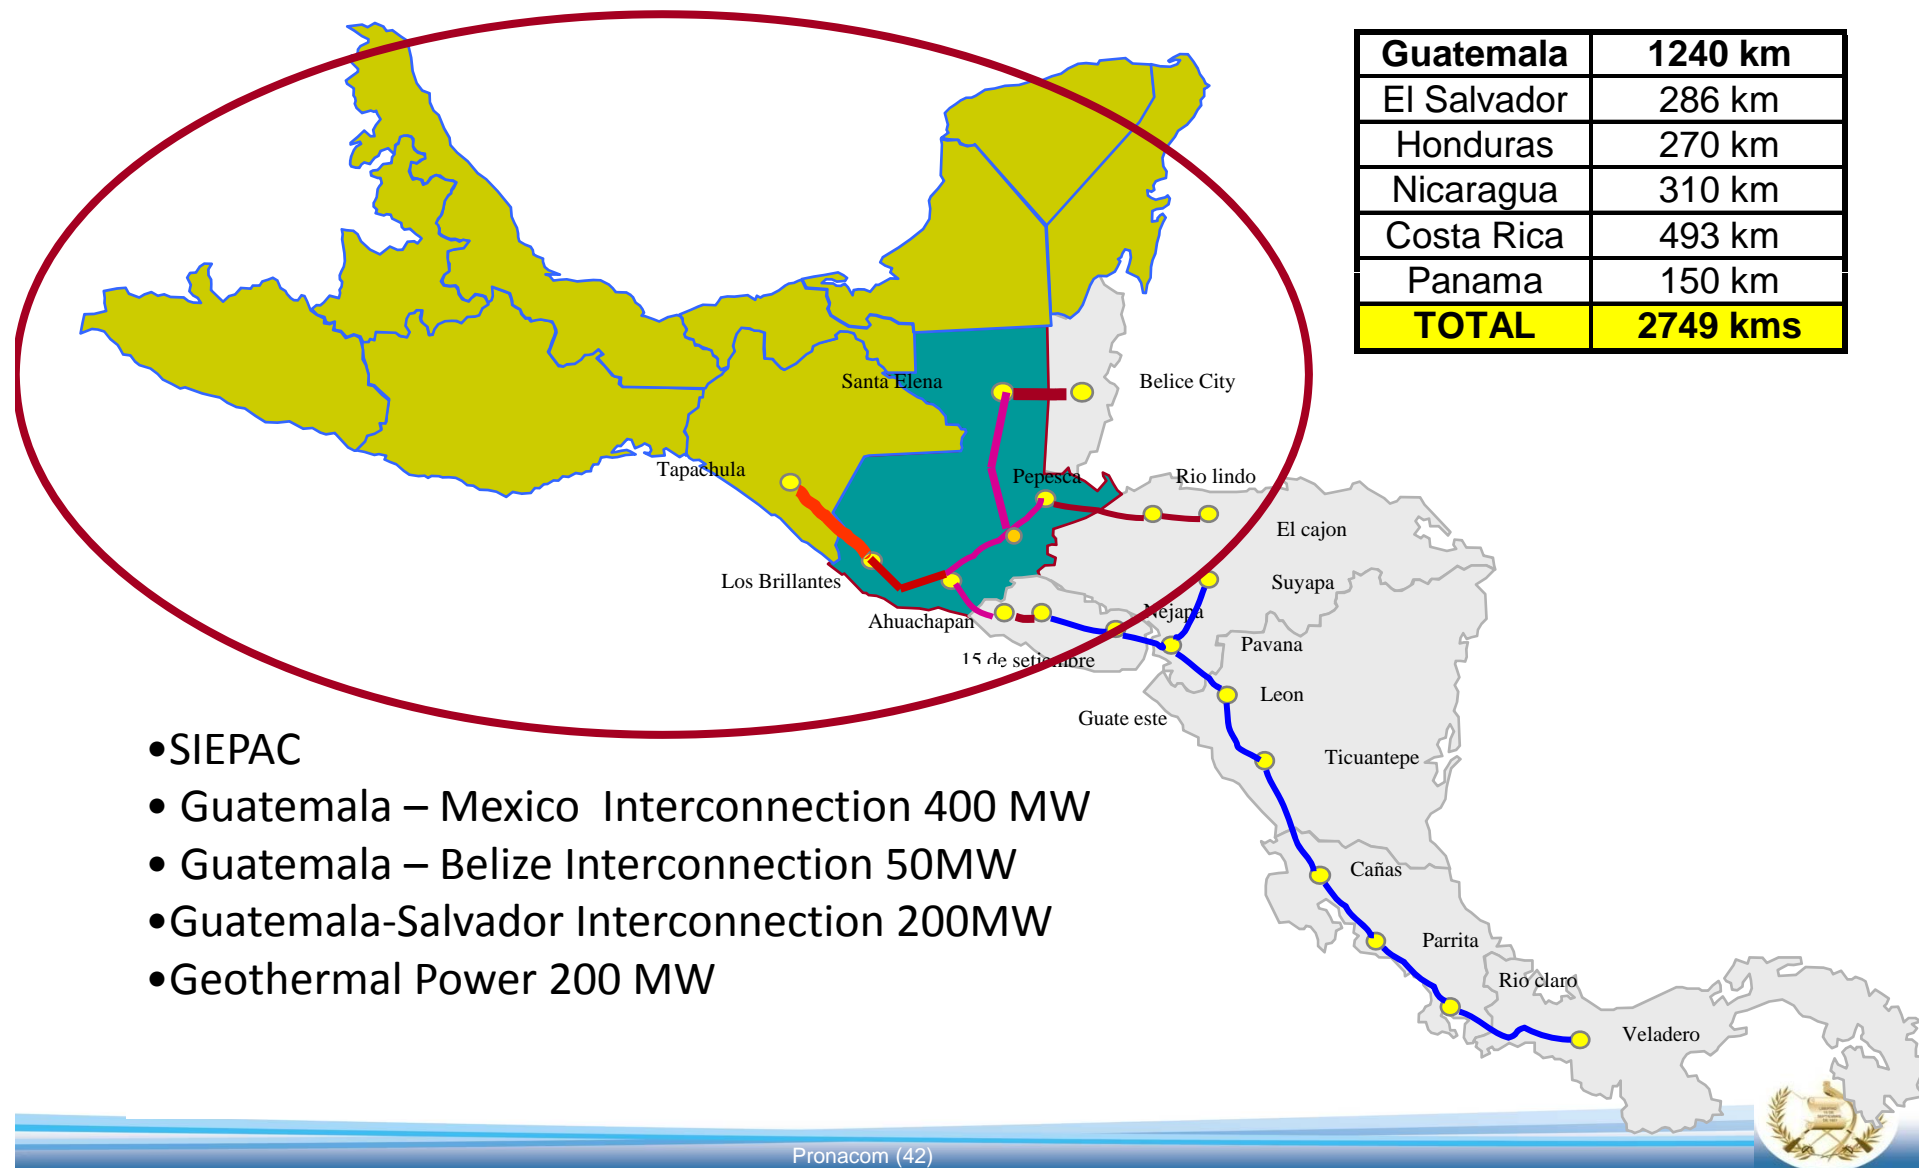 Guatemala 1240 km
El Salvador 286 km
Honduras 270 km
Nicaragua 310 km
Costa Rica 493 km
Panama 150 km
TOTAL 2749 kms
Santa Elena
Belice City
Tapachula
Pepesca
Rio lindo
El cajon
Los Brillantes
Suyapa
Ahuachapan
Nejapa
Pavana
15 de setiembre
Leon
Guate este
Ticuantepe
Cañas
Parrita
Rio claro
Veladero
•SIEPAC
• Guatemala – Mexico Interconnection 400 MW
• Guatemala – Belize Interconnection 50MW
•Guatemala-Salvador Interconnection 200MW
•Geothermal Power 200 MW
Pronacom (42)